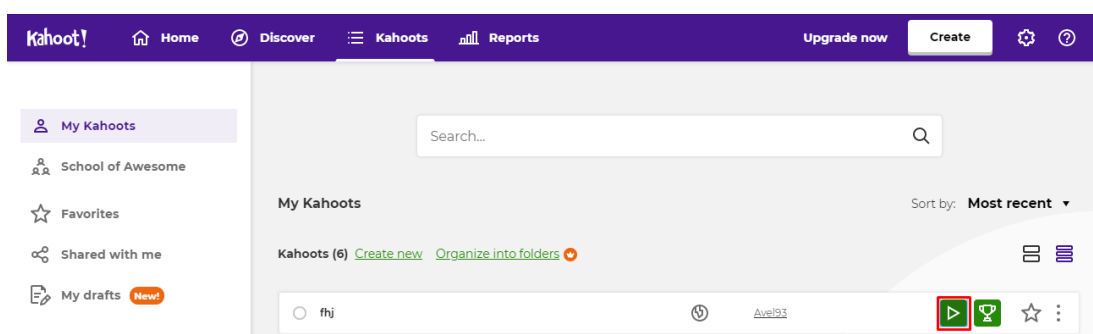 Kahoot! Home Discover Kahoots Reports Upgrade now Create
My Kahoots
School of Awesome
Favorites
Shared with me
My drafts New!
Search...
My Kahoots Sort by: Most recent
Kahoots (6) Create new Organize into folders
fhj Avel93